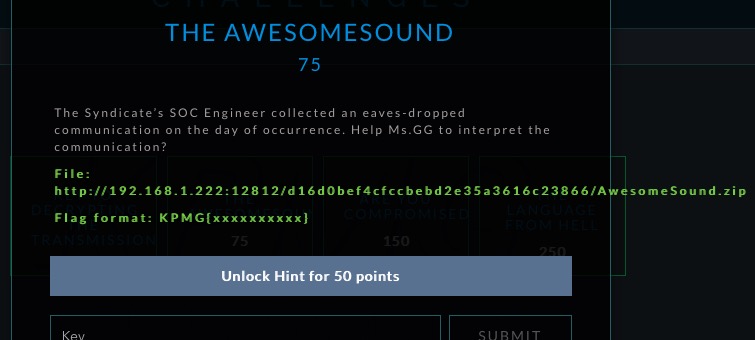 CHALLENGES
THE AWESOMESOUND
75
The Syndicate's SOC Engineer collected an eaves-dropped
communication on the day of occurrence. Help Ms.GG to interpret the
communication?
File:
http://192.168.1.222:12812/d16d0bef4cfccbebd2e35a3616c23866/AwesomeSound.zip
Flag format: KPMG{xxxxxxxxxx}
COMPROMISED
LANGUAGE
FROM HELL
TRANSMISSION
75
150
250
Unlock Hint for 50 points
Key
SUBMIT